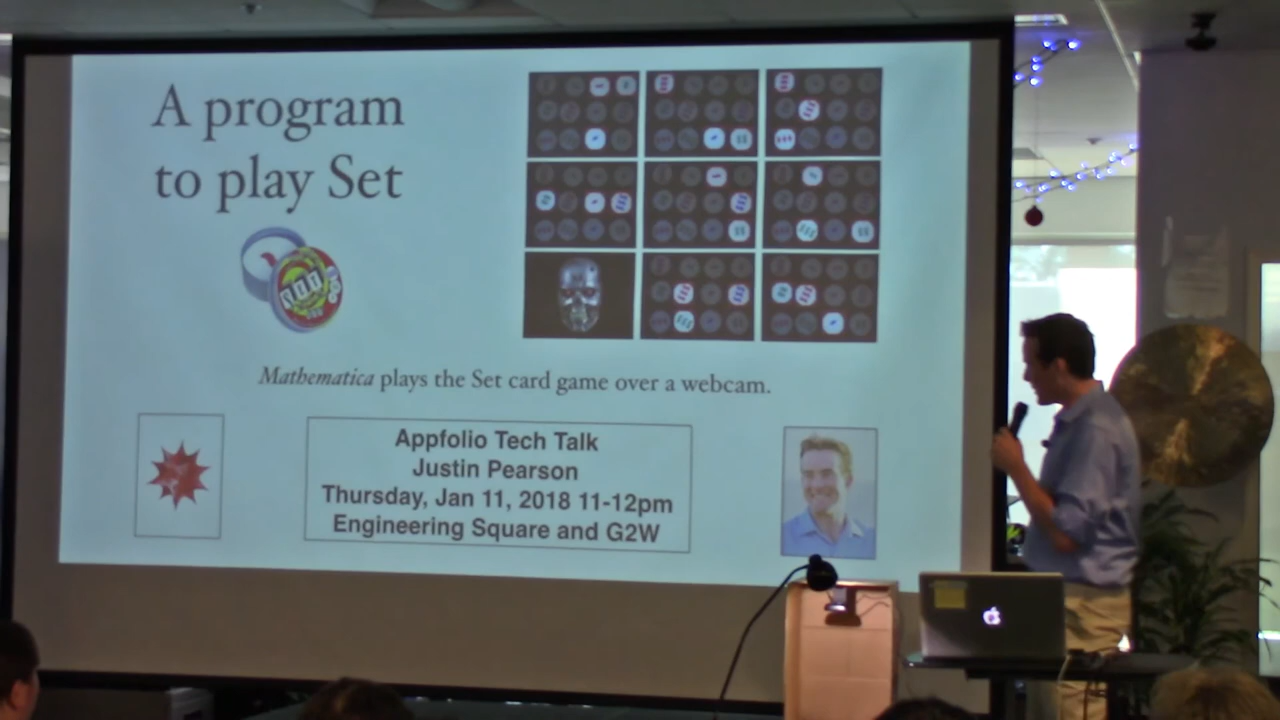 A program
to play Set
SET
Mathematica plays the Set card game over a webcam.
Appfolio Tech Talk
Justin Pearson
Thursday, Jan 11, 2018 11-12pm
Engineering Square and G2W